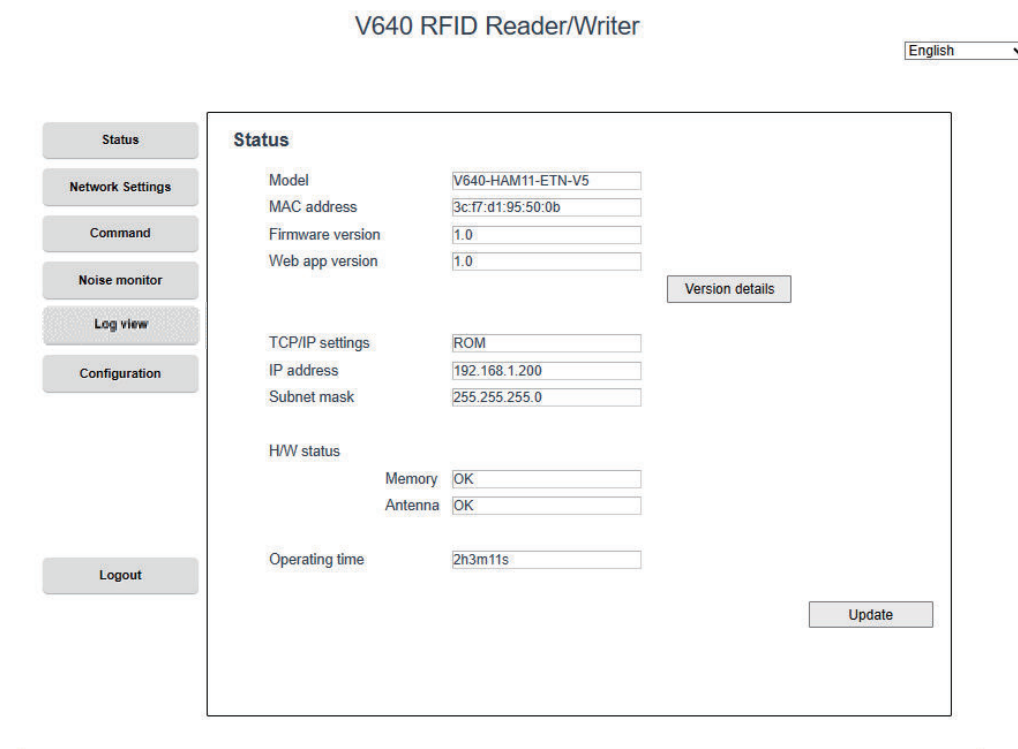 V640 RFID Reader/Writer
English
Status
Network Settings
Command
Noise monitor
Log view
Configuration
Logout
Status
Model V640-HAM11-ETN-V5
MAC address 3c:f7:d1:95:50:0b
Firmware version 1.0
Web app version 1.0
Version details
TCP/IP settings ROM
IP address 192.168.1.200
Subnet mask 255.255.255.0
H/W status
Memory OK
Antenna OK
Operating time 2h3m11s
Update